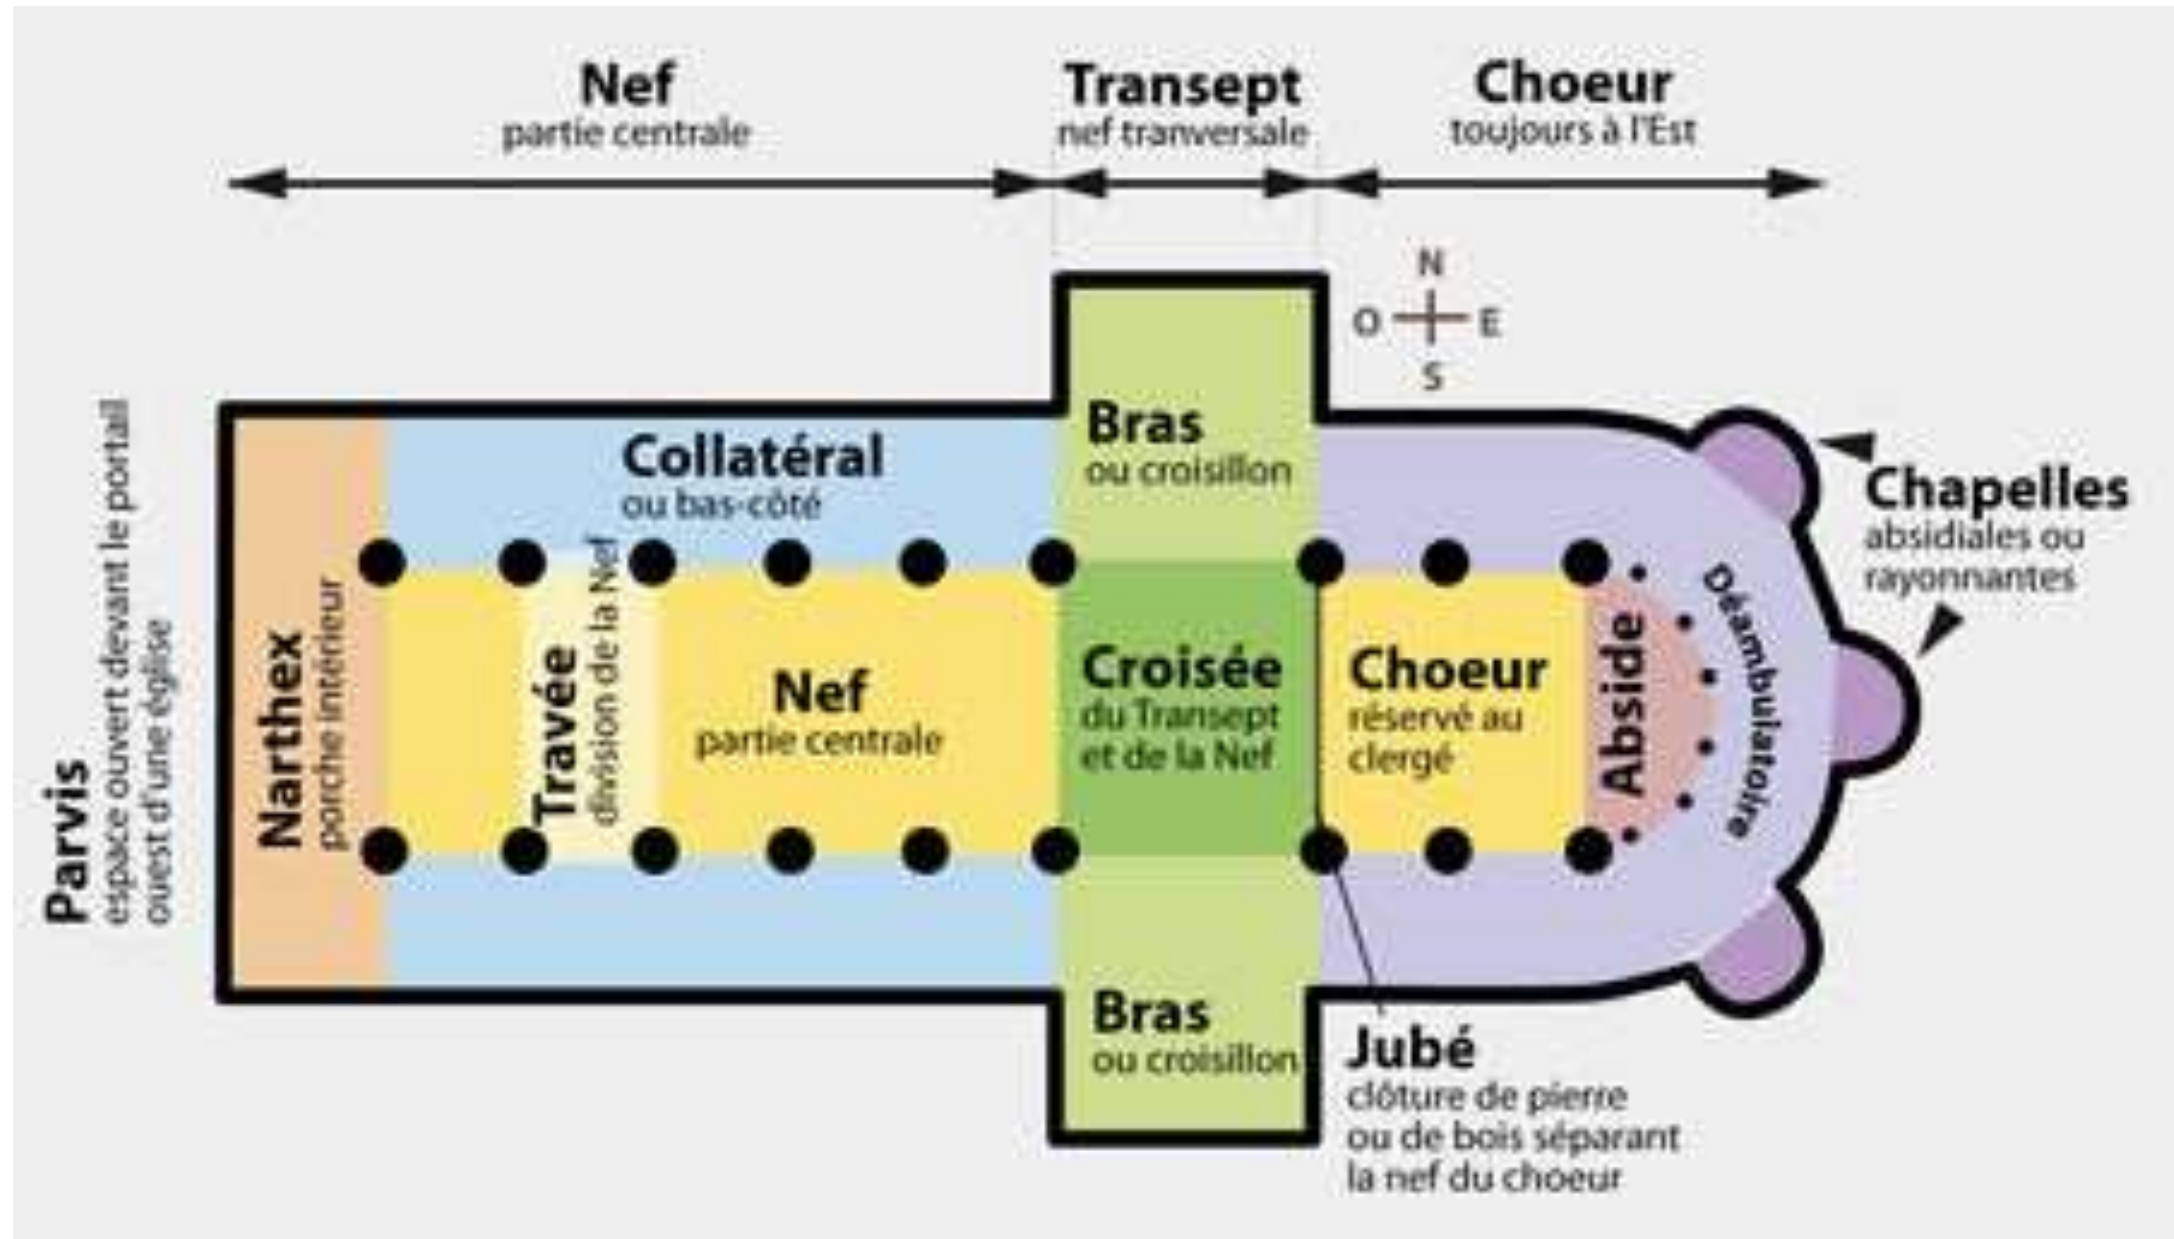 Nef
partie centrale
Transept
nef tranversale
Choeur
toujours à l'Est
N
O
E
S
Parvis
espace ouvert devant le portail
ouest d'une église
Narthex
porche intérieur
Collatéral
ou bas-côté
Travée
division de la Nef
Nef
partie centrale
Bras
ou croisillon
Croisée
du Transept
et de la Nef
Bras
ou croisillon
Choeur
réservé au
clergé
Abside
Déambulatoire
Chapelles
absidiales ou
rayonnantes
Jubé
clôture de pierre
ou de bois séparant
la nef du choeur